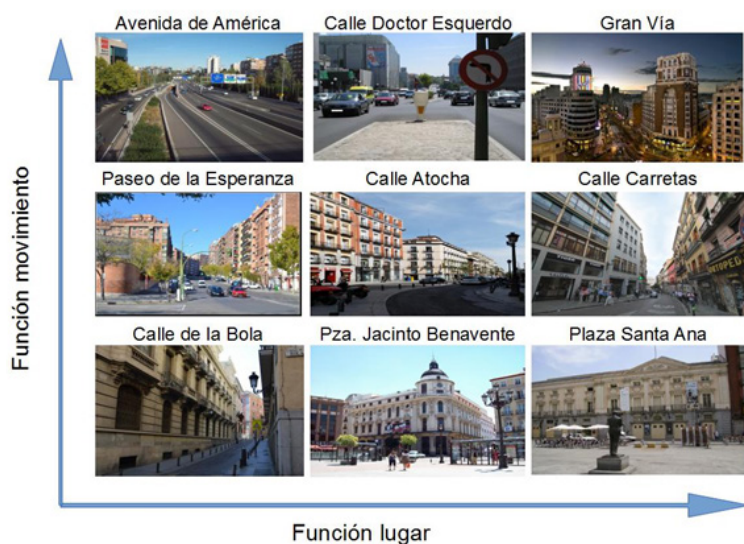 Avenida de América
Calle Doctor Esquerdo
Gran Vía
Paseo de la Esperanza
Calle Atocha
Calle Carretas
ORTOPED
Calle de la Bola
Pza. Jacinto Benavente
Plaza Santa Ana
Función movimiento
Función lugar